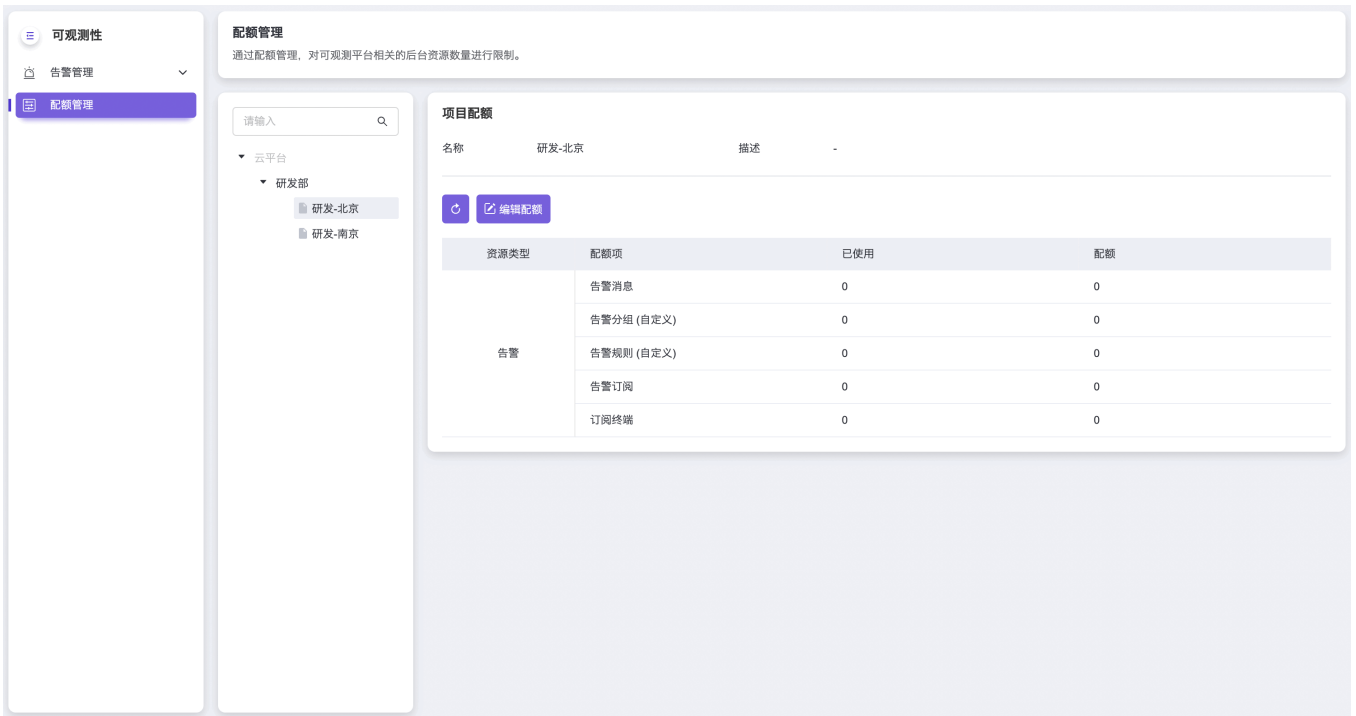 可观测性
告警管理
配额管理
配额管理
通过配额管理，对可观测平台相关的后台资源数量进行限制。
请输入
云平台
研发部
研发-北京
研发-南京
项目配额
名称 研发-北京 描述 -
编辑配额
资源类型 配额项 已使用 配额
告警消息 0 0
告警分组 (自定义) 0 0
告警 告警规则 (自定义) 0 0
告警订阅 0 0
订阅终端 0 0